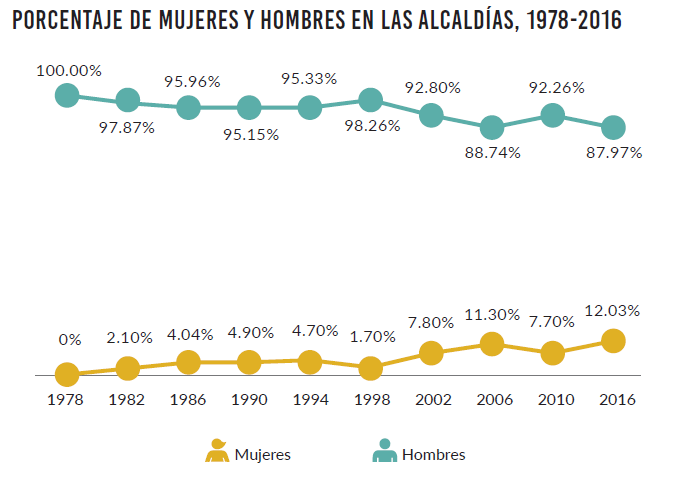 PORCENTAJE DE MUJERES Y HOMBRES EN LAS ALCALDÍAS, 1978-2016
100.00% 97.87% 95.96% 95.15% 95.33% 98.26% 92.80% 88.74% 92.26% 87.97%
0% 2.10% 4.04% 4.90% 4.70% 1.70% 7.80% 11.30% 7.70% 12.03%
1978 1982 1986 1990 1994 1998 2002 2006 2010 2016
Mujeres Hombres